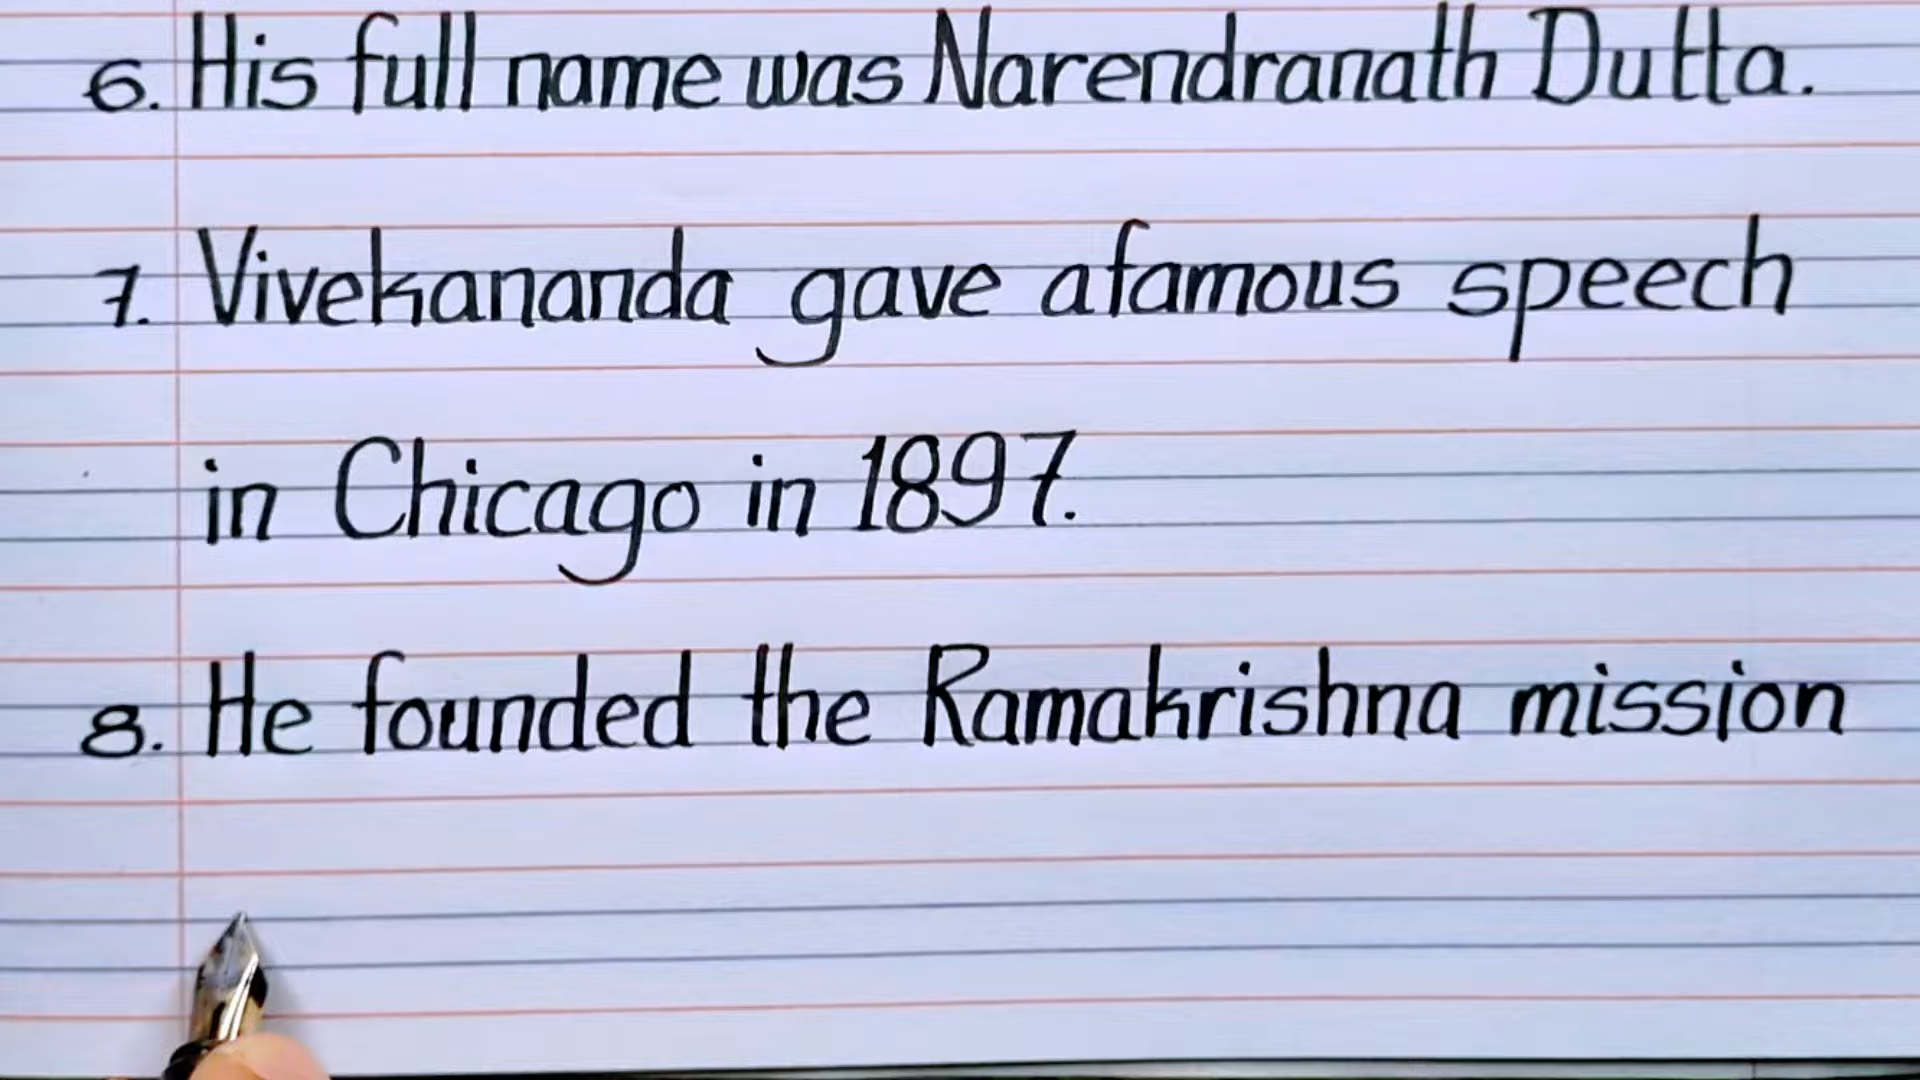 6. His full name was Narendranath Dutta.
7. Vivekananda gave afamous speech
in Chicago in 1897.
8. He founded the Ramakrishna mission